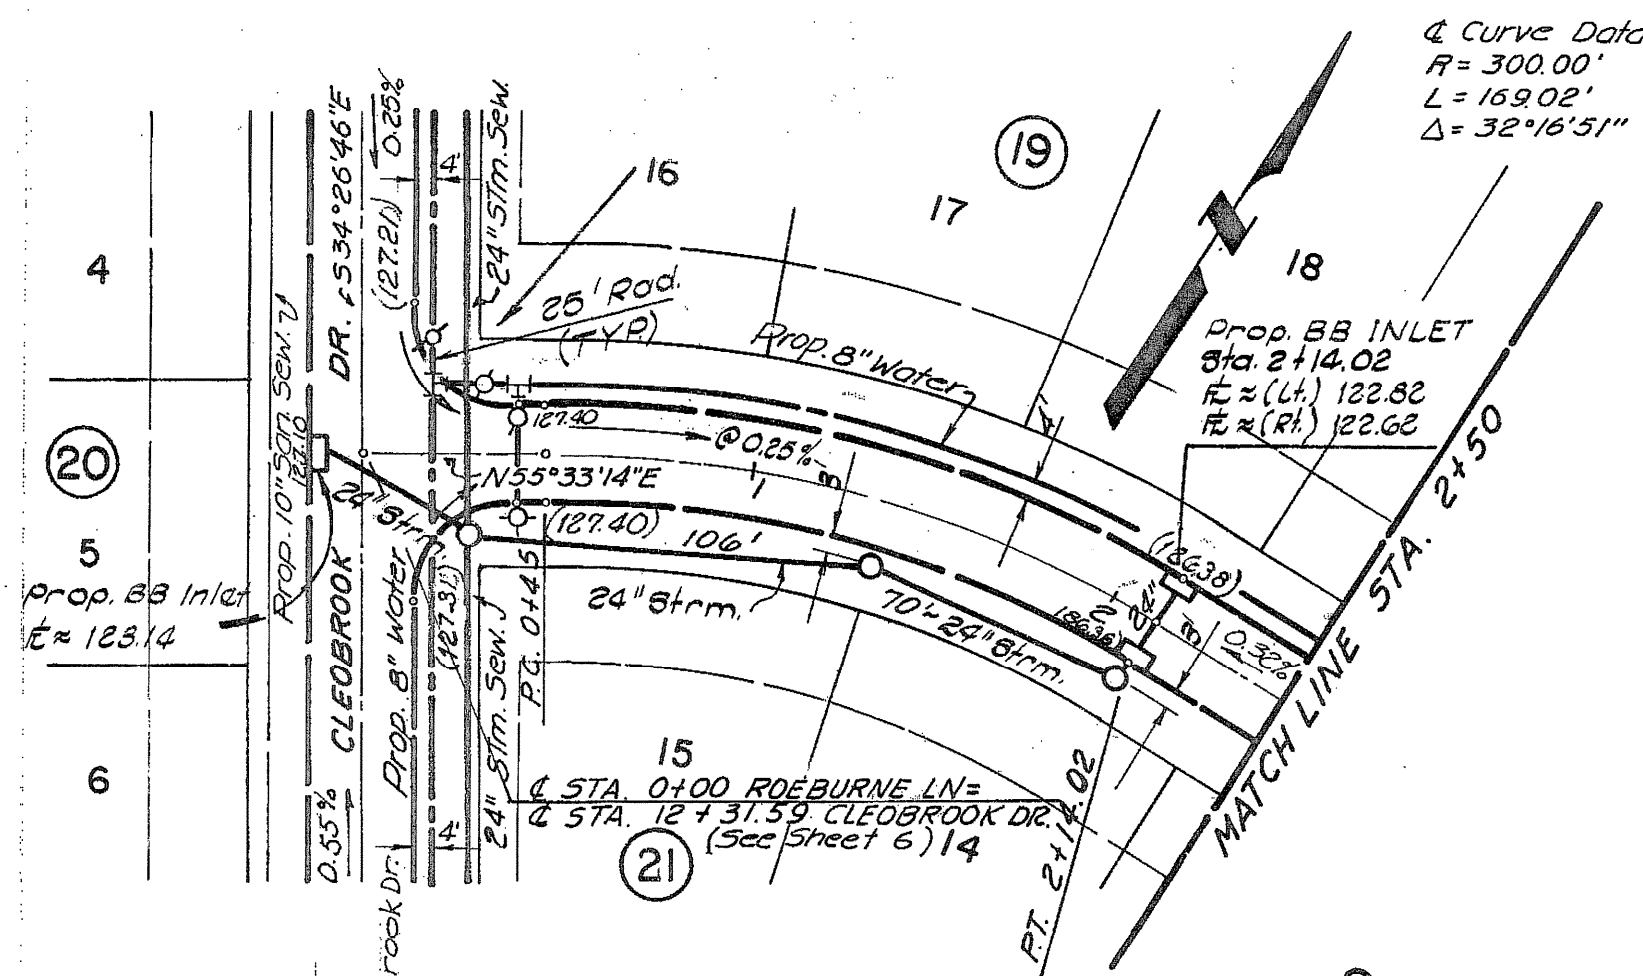 ℄ Curve Data
R = 300.00'
L = 169.02'
Δ = 32°16'51"
19
16
17
18
4
20
5
6
15
14
21
DR.
S34°26'46"E
0.25%
(127.21)
4'
24" STm. Sew.
25' Rad.
(TYP.)
Prop. 8" Water
Prop. BB INLET
Sta. 2+14.02
≈ (Lt.) 122.82
≈ (Rt.) 122.62
Prop. 10" San. Sew.
127.10
127.40
@ 0.25%
1
4'
N55°33'14"E
24" Strm.
(127.40)
106'
24" Strm.
70'~24" Strm.
2
24"
0.32%
Prop. BB Inlet
≈ 123.14
CLEOBROOK
0.55%
Prop. 8" Water
(127.31)
24" STm. Sew.
P.C. 0+45
4'
℄ STA. 0+00 ROEBURNE LN=
℄ STA. 12+31.59 CLEOBROOK DR.
(See Sheet 6)
P.T. 2+14.02
MATCH LINE STA. 2+50
rook Dr.